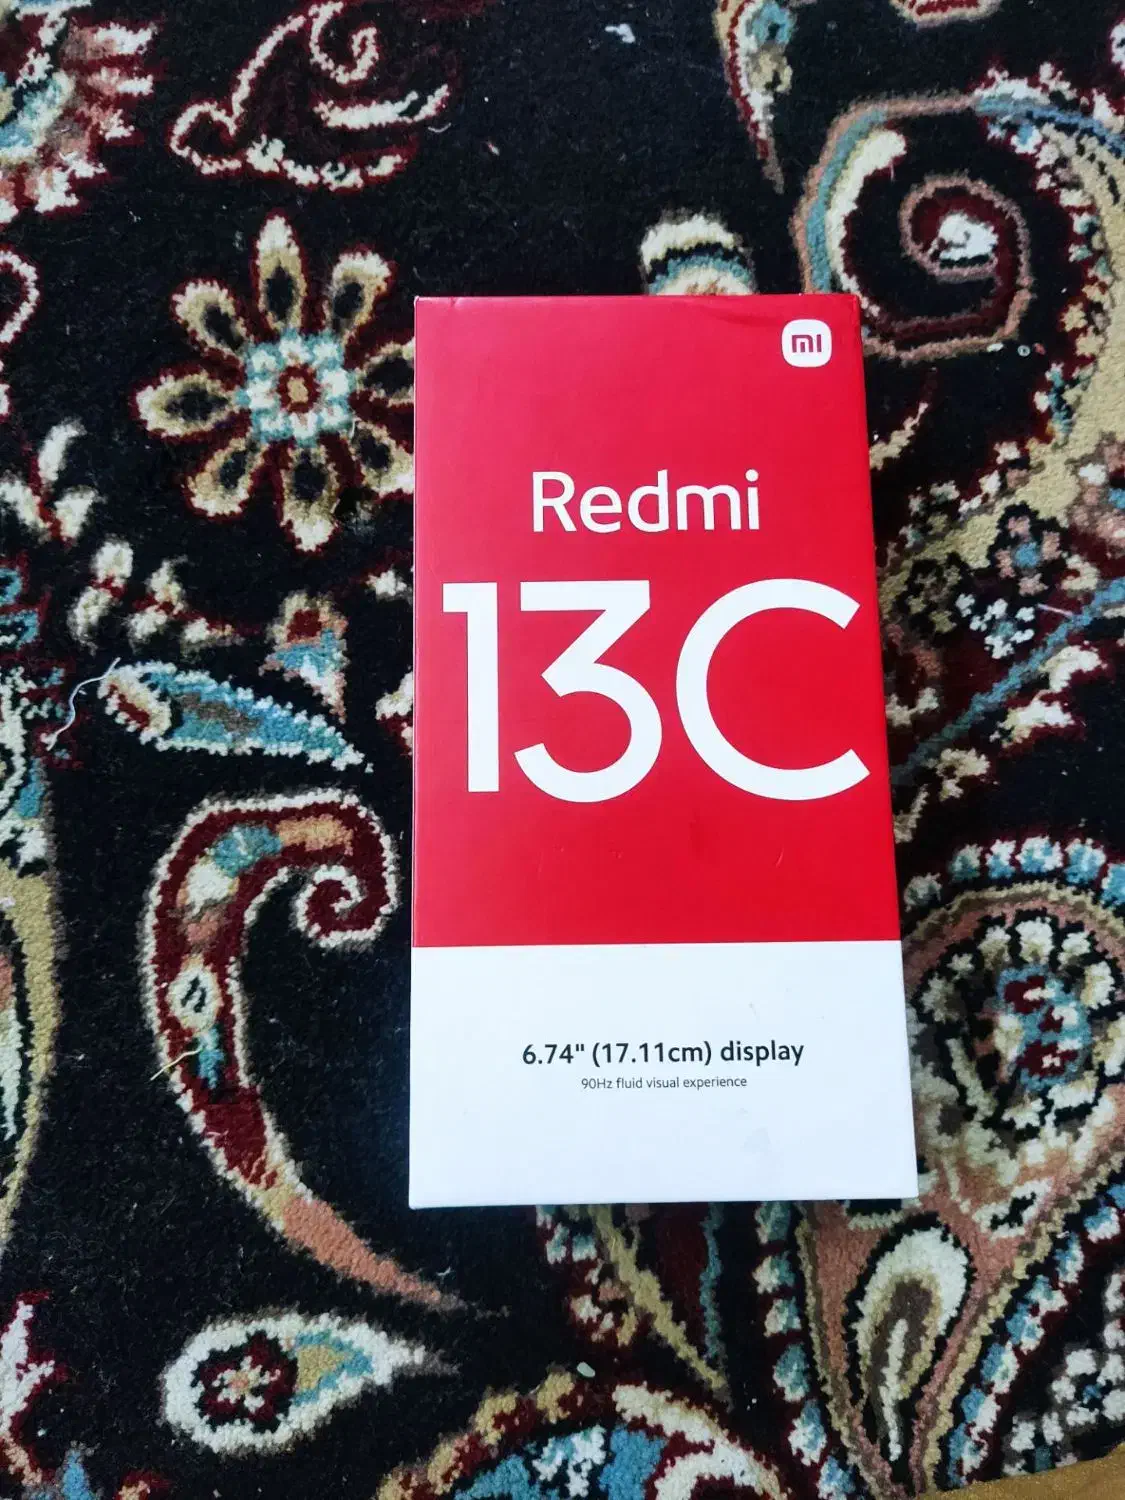 mi
Redmi
13C
6.74" (17.11cm) display
90Hz fluid visual experience